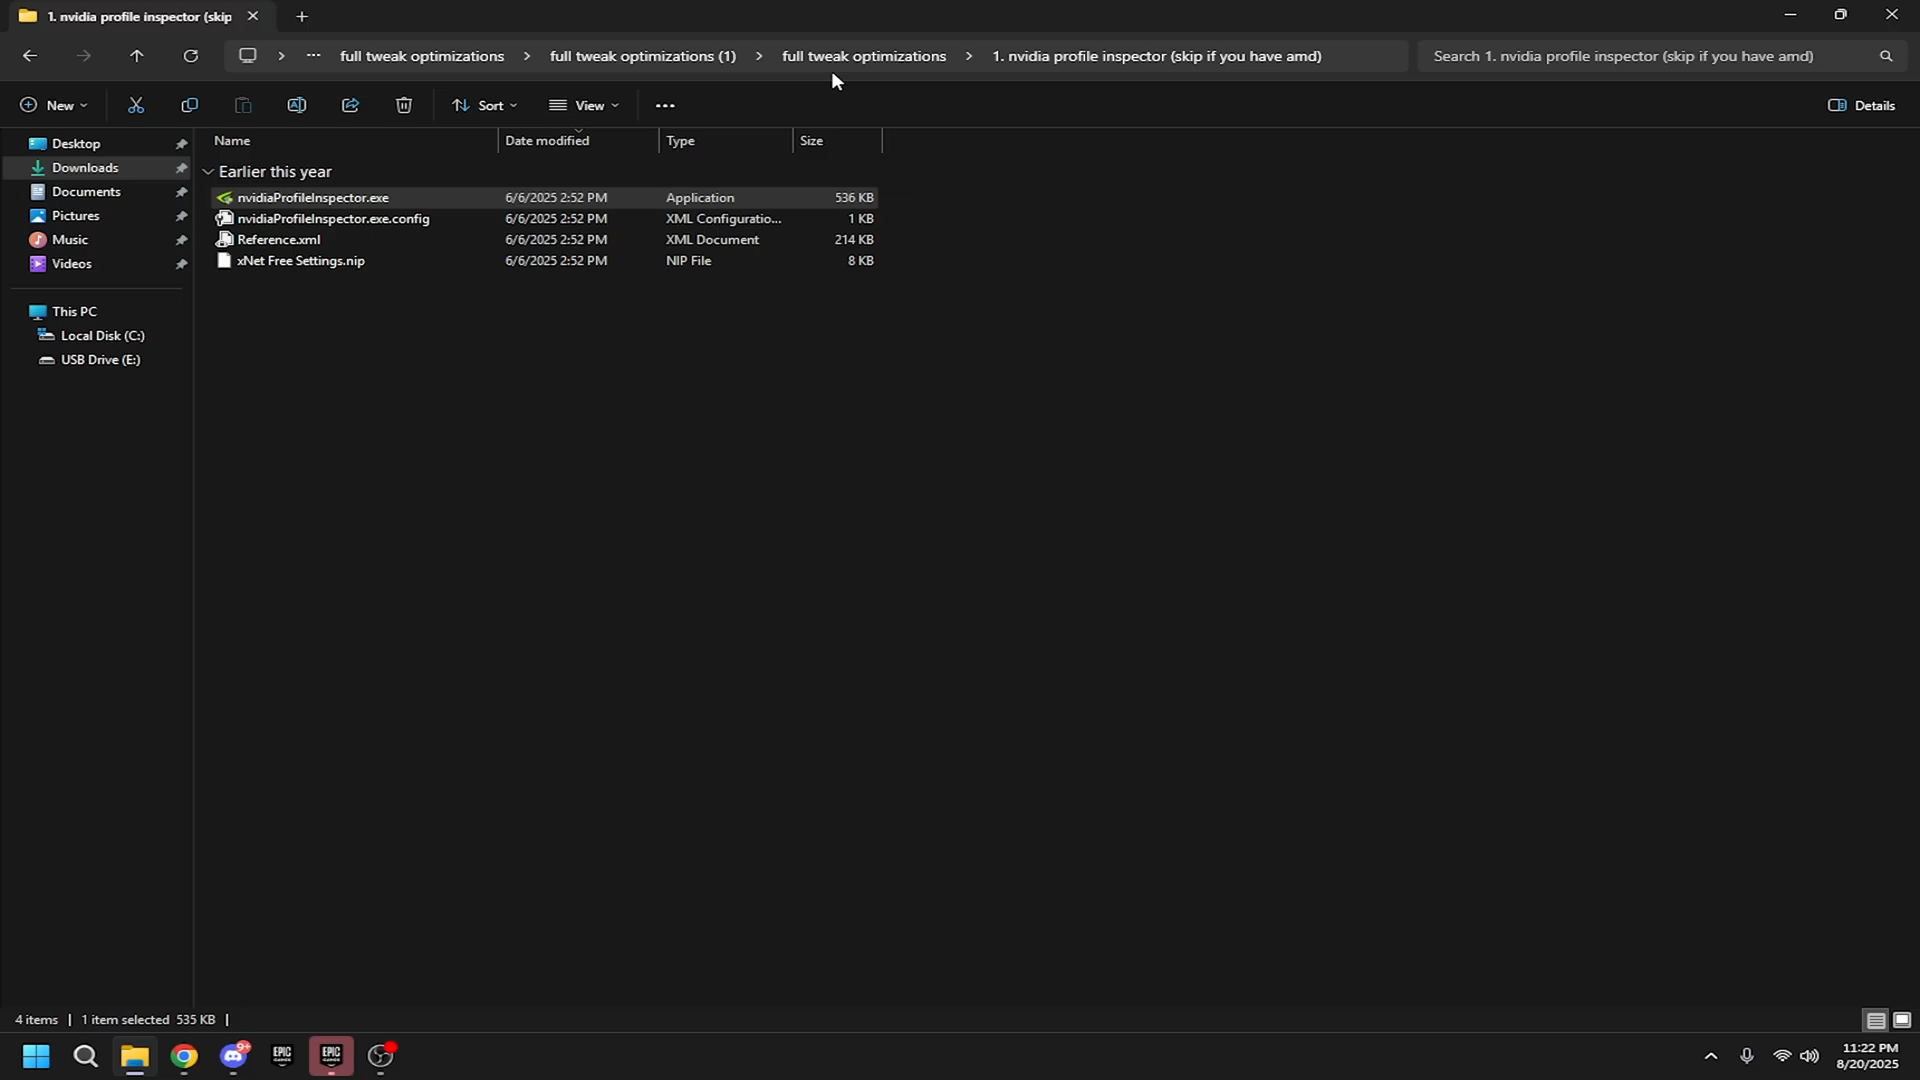 1. nvidia profile inspector (skip
full tweak optimizations > full tweak optimizations (1) > full tweak optimizations > 1. nvidia profile inspector (skip if you have amd)
Search 1. nvidia profile inspector (skip if you have amd)
New
Sort
View
Details
Desktop
Downloads
Documents
Pictures
Music
Videos
This PC
Local Disk (C:)
USB Drive (E:)
Name Date modified Type Size
Earlier this year
nvidiaProfileInspector.exe 6/6/2025 2:52 PM Application 536 KB
nvidiaProfileInspector.exe.config 6/6/2025 2:52 PM XML Configuratio... 1 KB
Reference.xml 6/6/2025 2:52 PM XML Document 214 KB
xNet Free Settings.nip 6/6/2025 2:52 PM NIP File 8 KB
4 items | 1 item selected 535 KB |
9+
EPIC
GAMES
EPIC
GAMES
11:22 PM
8/20/2025